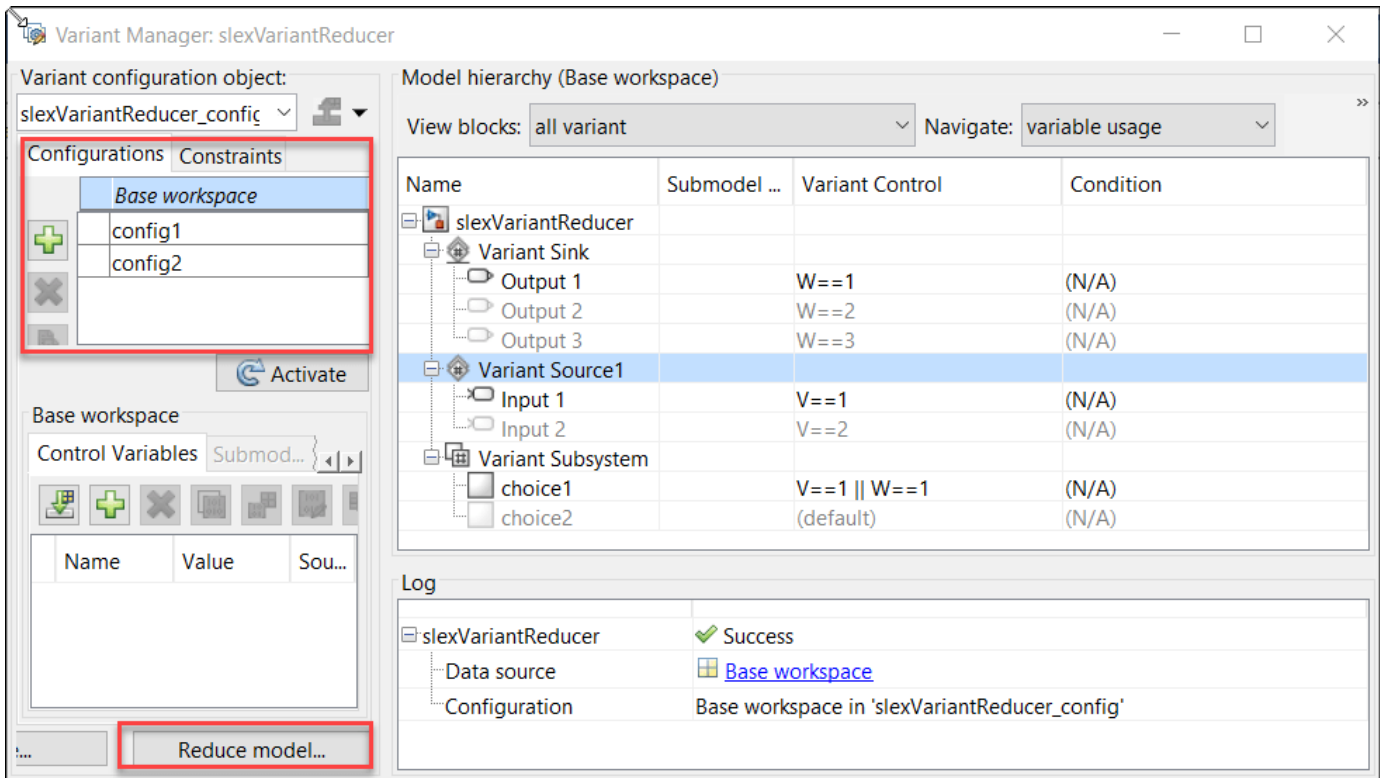 Variant Manager: slexVariantReducer
Variant configuration object:
slexVariantReducer_config
Configurations Constraints
Base workspace
config1
config2
Activate
Base workspace
Control Variables Submod...
Name Value Sou...
... Reduce model...
Model hierarchy (Base workspace)
»
View blocks: all variant Navigate: variable usage
Name Submodel ... Variant Control Condition
slexVariantReducer
Variant Sink
Output 1 W==1 (N/A)
Output 2 W==2 (N/A)
Output 3 W==3 (N/A)
Variant Source1
Input 1 V==1 (N/A)
Input 2 V==2 (N/A)
Variant Subsystem
choice1 V==1 || W==1 (N/A)
choice2 (default) (N/A)
Log
slexVariantReducer Success
Data source Base workspace
Configuration Base workspace in 'slexVariantReducer_config'